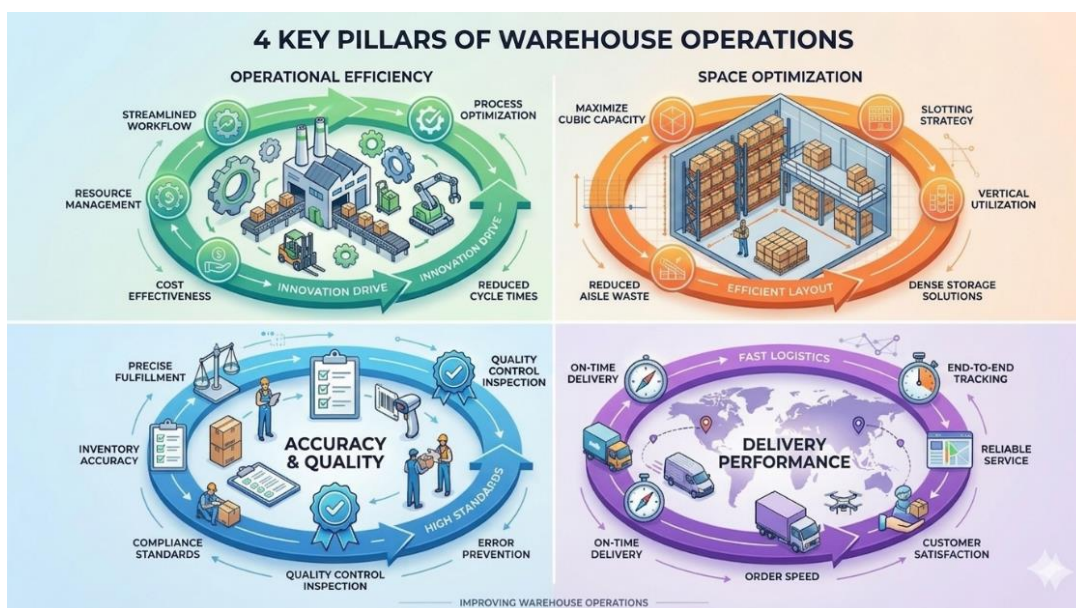 4 KEY PILLARS OF WAREHOUSE OPERATIONS
OPERATIONAL EFFICIENCY
STREAMLINED
WORKFLOW
PROCESS
OPTIMIZATION
RESOURCE
MANAGEMENT
COST
EFFECTIVENESS
INNOVATION DRIVE
INNOVATION DRIVE
REDUCED
CYCLE TIMES
SPACE OPTIMIZATION
MAXIMIZE
CUBIC CAPACITY
SLOTTING
STRATEGY
VERTICAL
UTILIZATION
REDUCED
AISLE WASTE
EFFICIENT LAYOUT
DENSE STORAGE
SOLUTIONS
PRECISE
FULFILLMENT
QUALITY
CONTROL
INSPECTION
INVENTORY
ACCURACY
ACCURACY
& QUALITY
HIGH STANDARDS
COMPLIANCE
STANDARDS
ERROR
PREVENTION
QUALITY CONTROL
INSPECTION
FAST LOGISTICS
ON-TIME
DELIVERY
END-TO-END
TRACKING
DELIVERY
PERFORMANCE
RELIABLE
SERVICE
ON-TIME
DELIVERY
CUSTOMER
SATISFACTION
ORDER SPEED
IMPROVING WAREHOUSE OPERATIONS